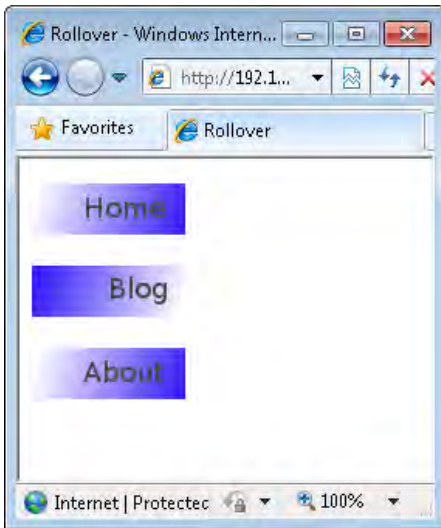 Rollover - Windows Intern...
http://192.1...
Favorites
Rollover
Home
Blog
About
Internet | Protectec
100%